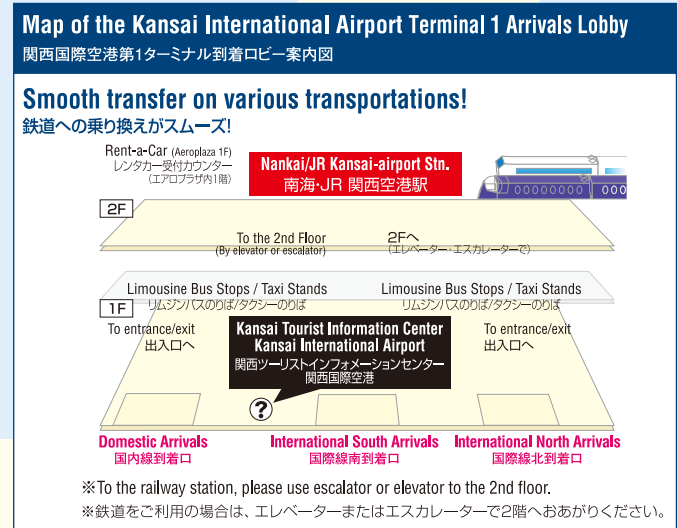 Map of the Kansai International Airport Terminal 1 Arrivals Lobby
関西国際空港第1ターミナル到着ロビー案内図
Smooth transfer on various transportations!
鉄道への乗り換えがスムーズ!
Rent-a-Car (Aeroplaza 1F)
レンタカー受付カウンター
(エアロプラザ内1階)
Nankai/JR Kansai-airport Stn.
南海・JR 関西空港駅
2F
To the 2nd Floor
(By elevator or escalator)
2Fへ
(エレベーター・エスカレーターで)
Limousine Bus Stops / Taxi Stands
リムジンバスのりば/タクシーのりば
Limousine Bus Stops / Taxi Stands
リムジンバスのりば/タクシーのりば
1F
To entrance/exit
出入口へ
Kansai Tourist Information Center
Kansai International Airport
関西ツーリストインフォメーションセンター
関西国際空港
To entrance/exit
出入口へ
?
Domestic Arrivals
国内線到着口
International South Arrivals
国際線南到着口
International North Arrivals
国際線北到着口
※To the railway station, please use escalator or elevator to the 2nd floor.
※鉄道をご利用の場合は、エレベーターまたはエスカレーターで2階へおあがりください。